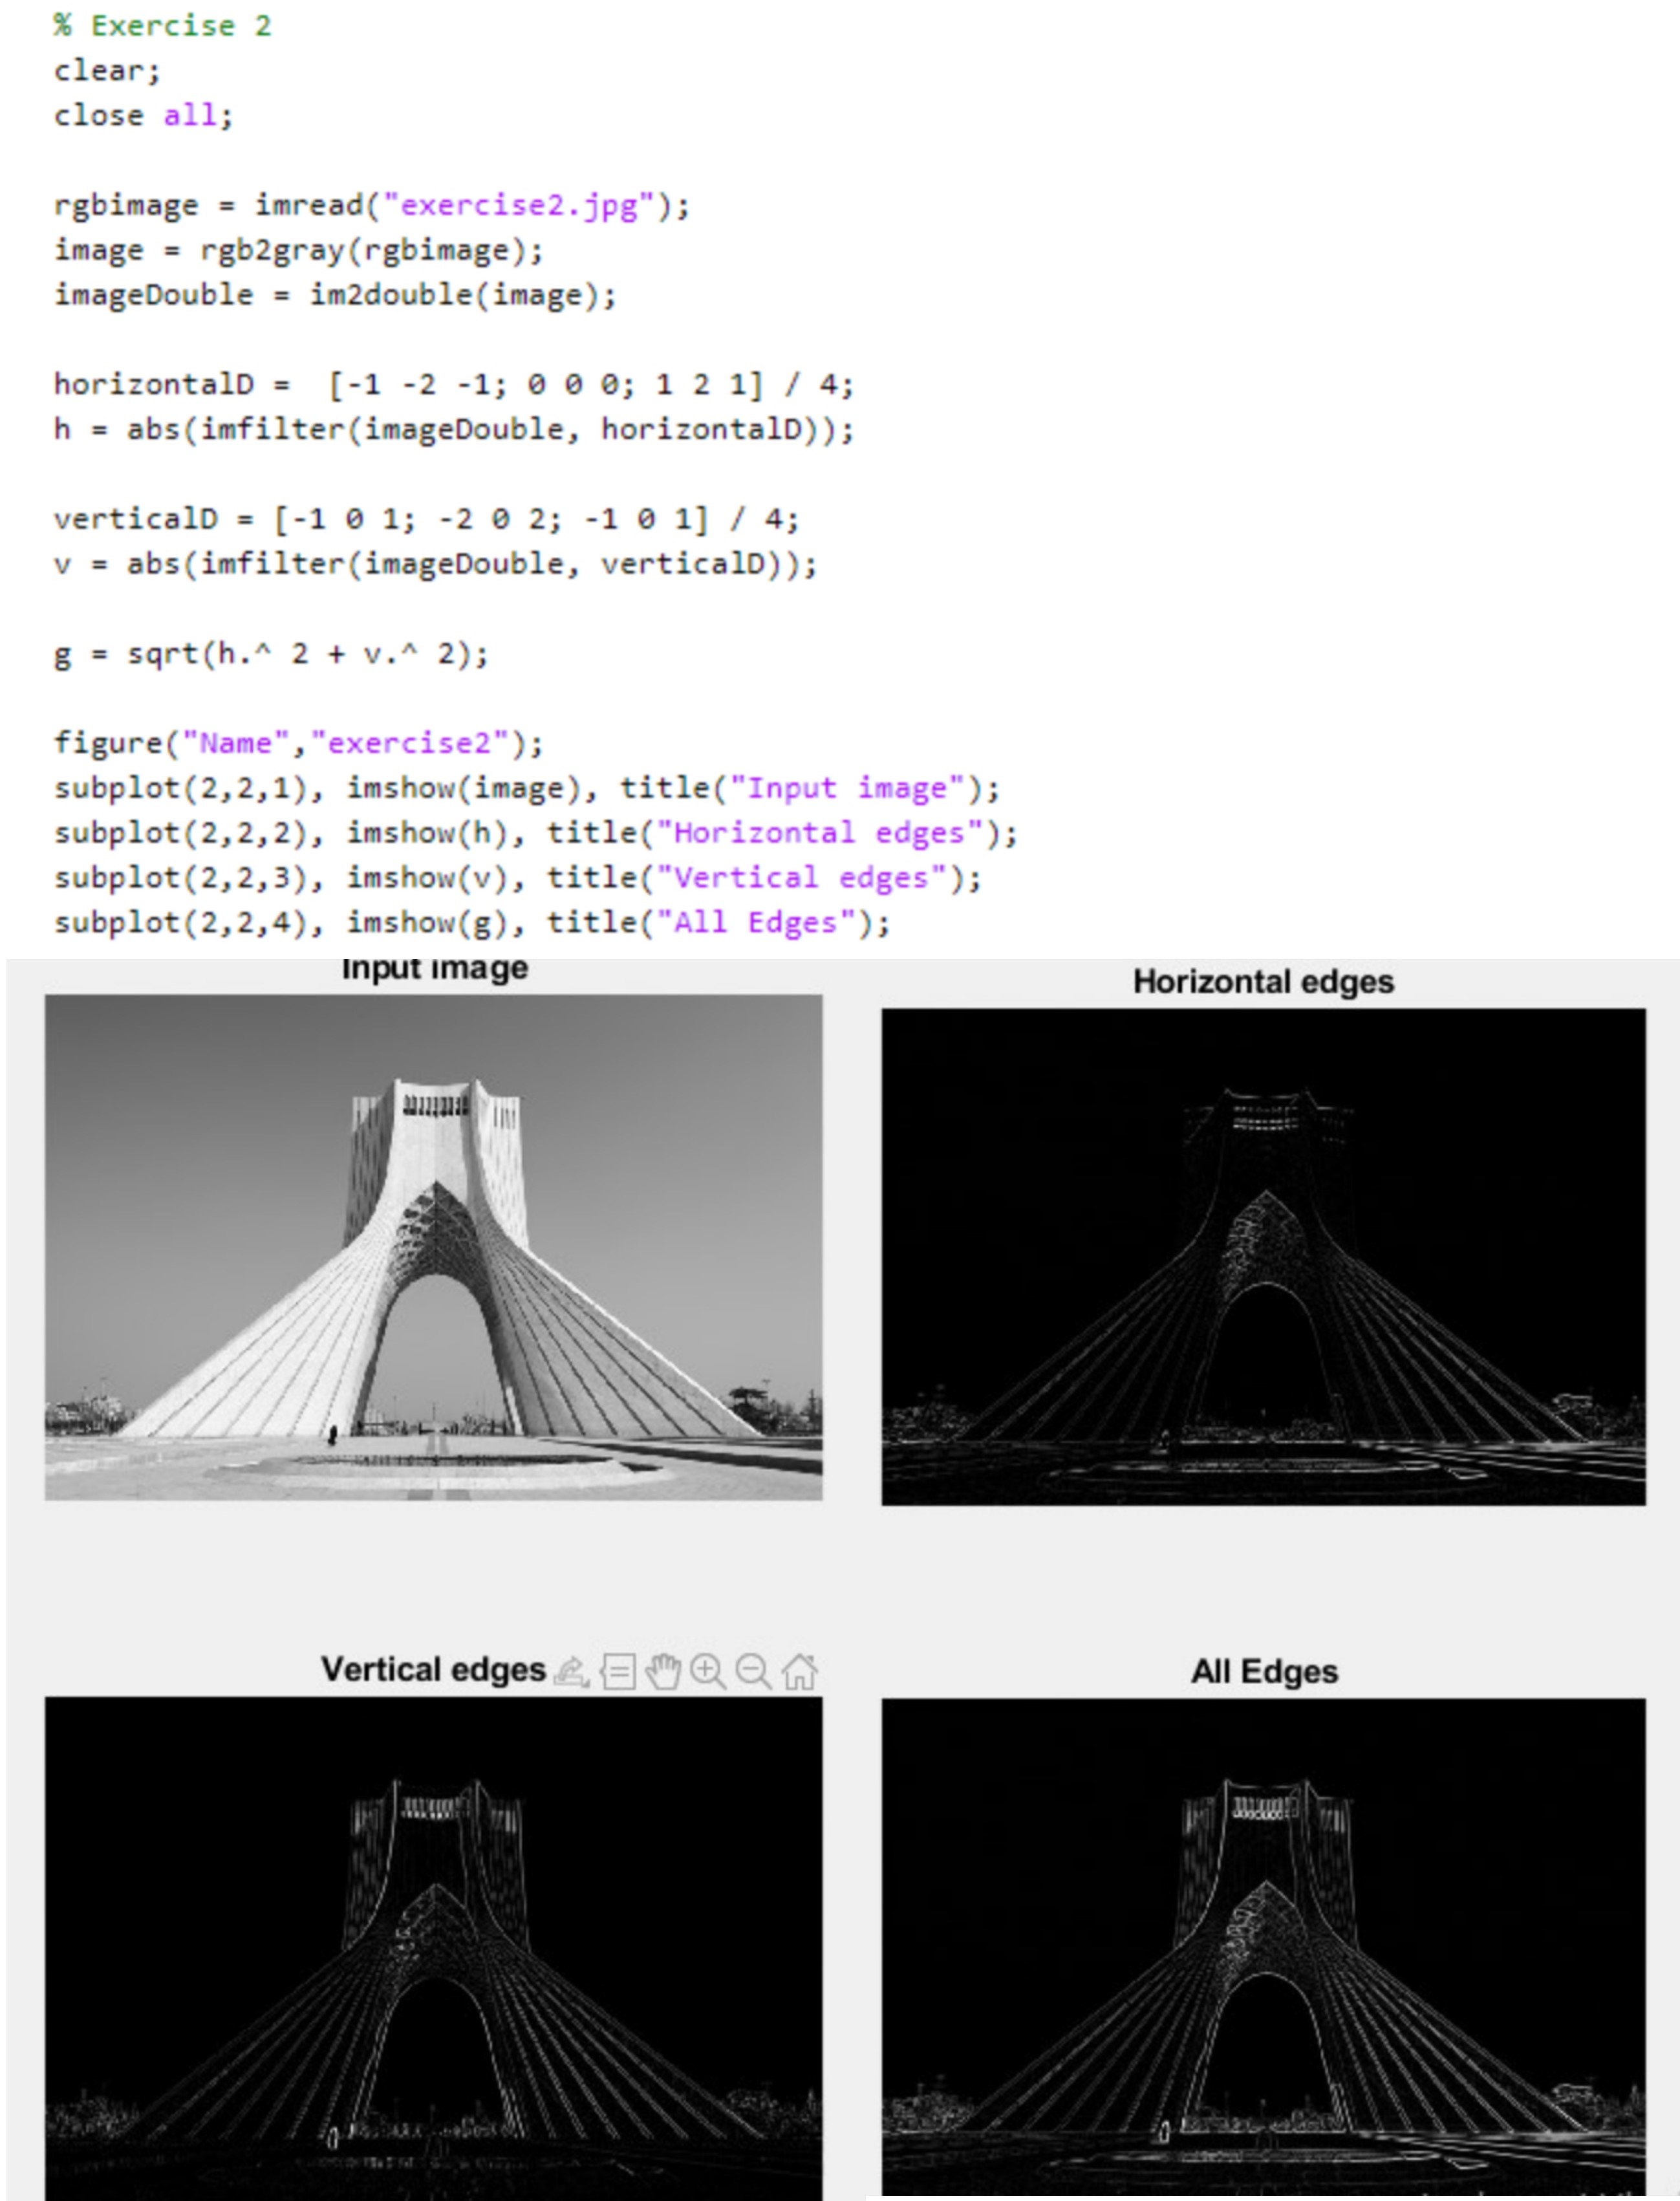 % Exercise 2
clear;
close all;
rgbimage = imread("exercise2.jpg");
image = rgb2gray(rgbimage);
imageDouble = im2double(image);
horizontalD =  [-1 -2 -1; 0 0 0; 1 2 1] / 4;
h = abs(imfilter(imageDouble, horizontalD));
verticalD = [-1 0 1; -2 0 2; -1 0 1] / 4;
v = abs(imfilter(imageDouble, verticalD));
g = sqrt(h.^ 2 + v.^ 2);
figure("Name","exercise2");
subplot(2,2,1), imshow(image), title("Input image");
subplot(2,2,2), imshow(h), title("Horizontal edges");
subplot(2,2,3), imshow(v), title("Vertical edges");
subplot(2,2,4), imshow(g), title("All Edges");
Input image
Horizontal edges
Vertical edges
All Edges